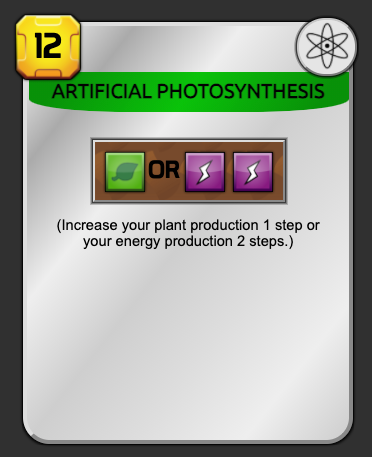 12
ARTIFICIAL PHOTOSYNTHESIS
OR
(Increase your plant production 1 step or
your energy production 2 steps.)